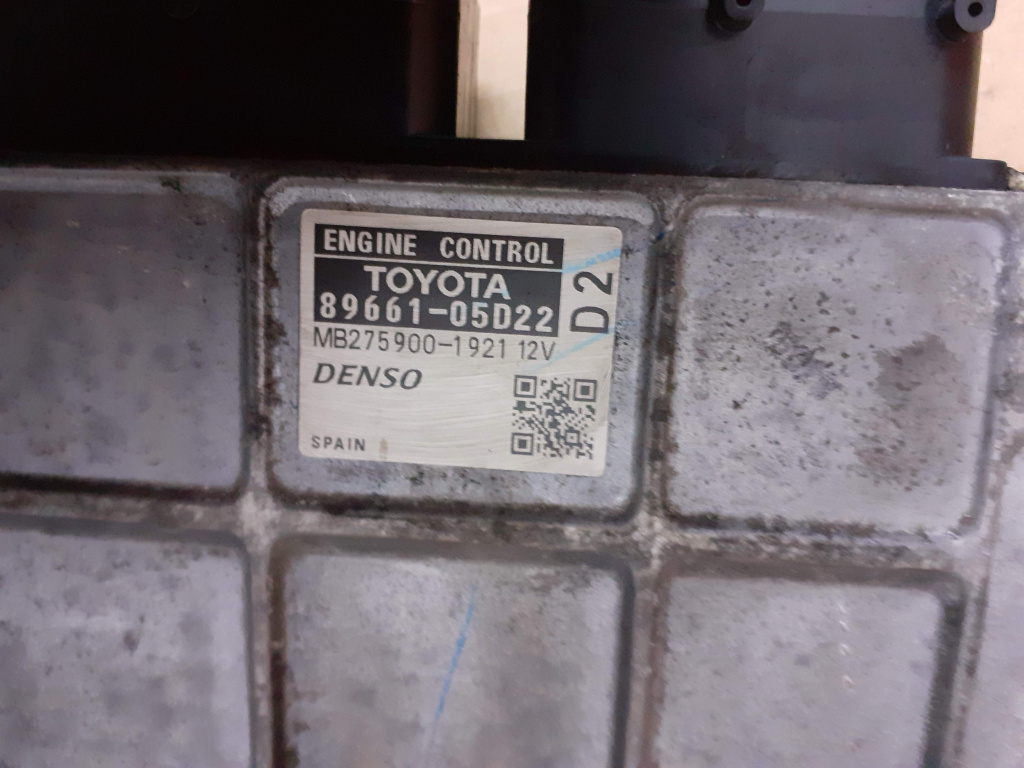 ENGINE CONTROL
TOYOTA
89661-05D22
D2
MB275900-1921 12V
DENSO
SPAIN